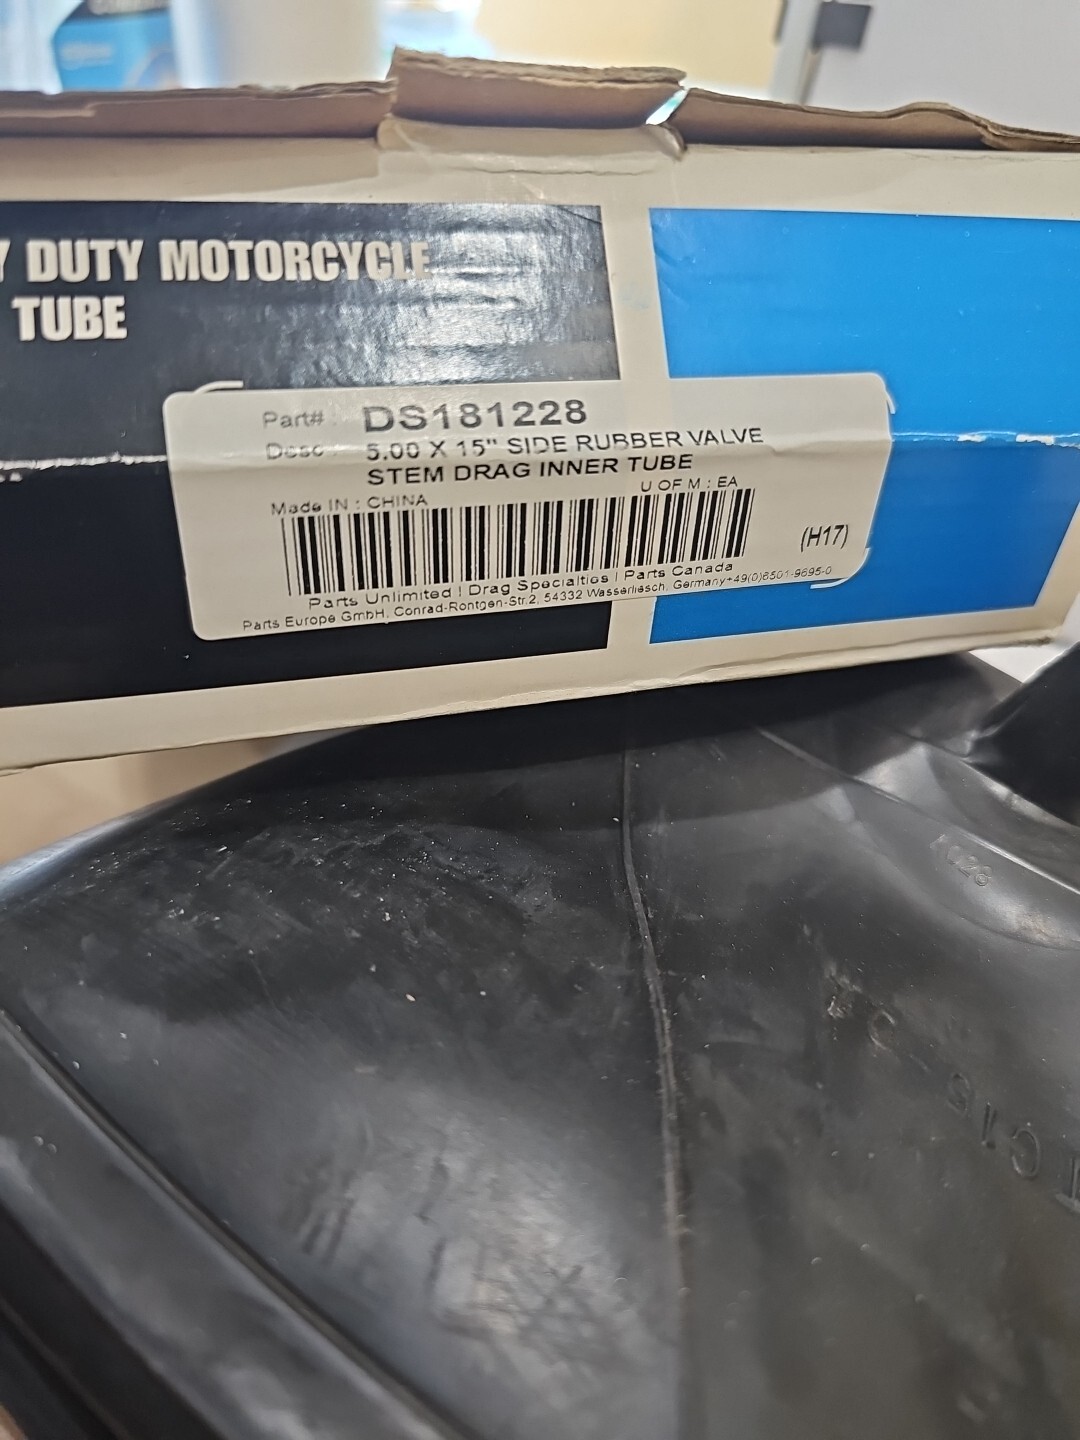 DUTY MOTORCYCLE
TUBE
Part# : DS181228
Desc : 5.00 X 15" SIDE RUBBER VALVE
STEM DRAG INNER TUBE
Made IN : CHINA
U OF M : EA
(H17)
Parts Unlimited | Drag Specialties | Parts Canada
Parts Europe GmbH, Conrad-Rontgen-Str.2, 54332 Wasserliesch, Germany+49(0)6501-9695-0